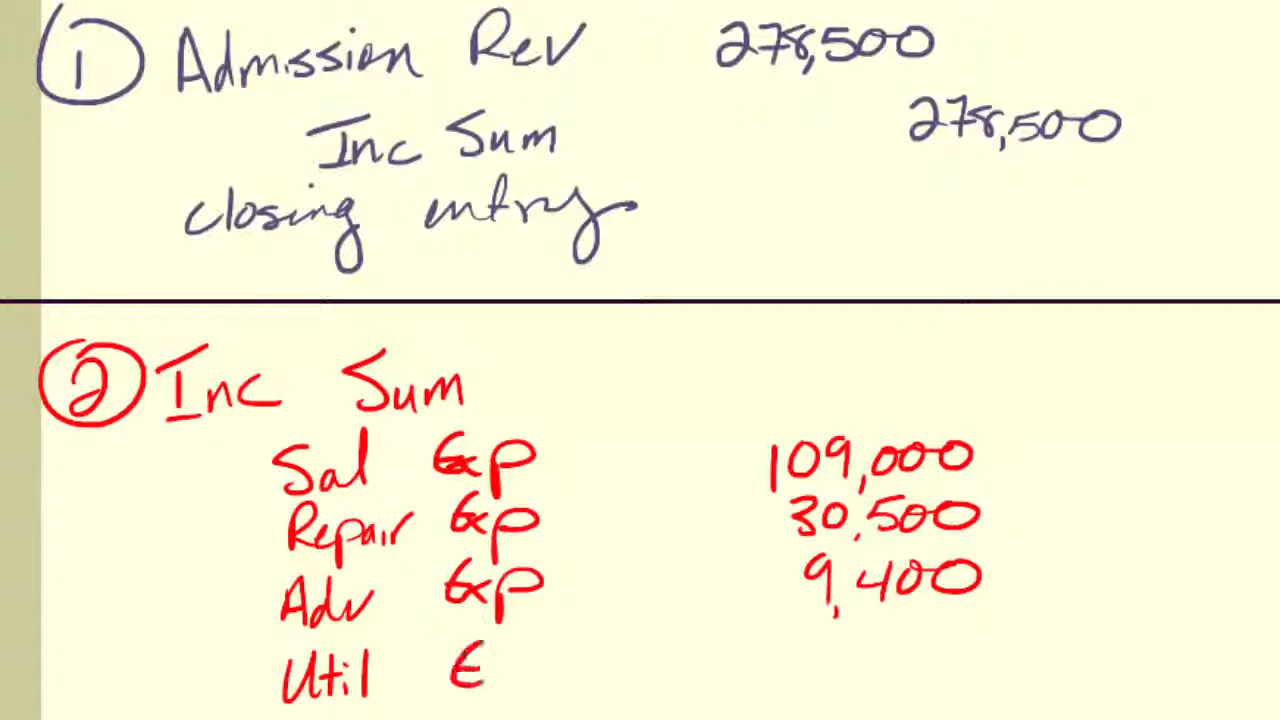 ① Admission Rev 278,500
Inc Sum 278,500
closing entry
② Inc Sum
Sal Exp 109,000
Repair Exp 30,500
Adv Exp 9,400
Util E